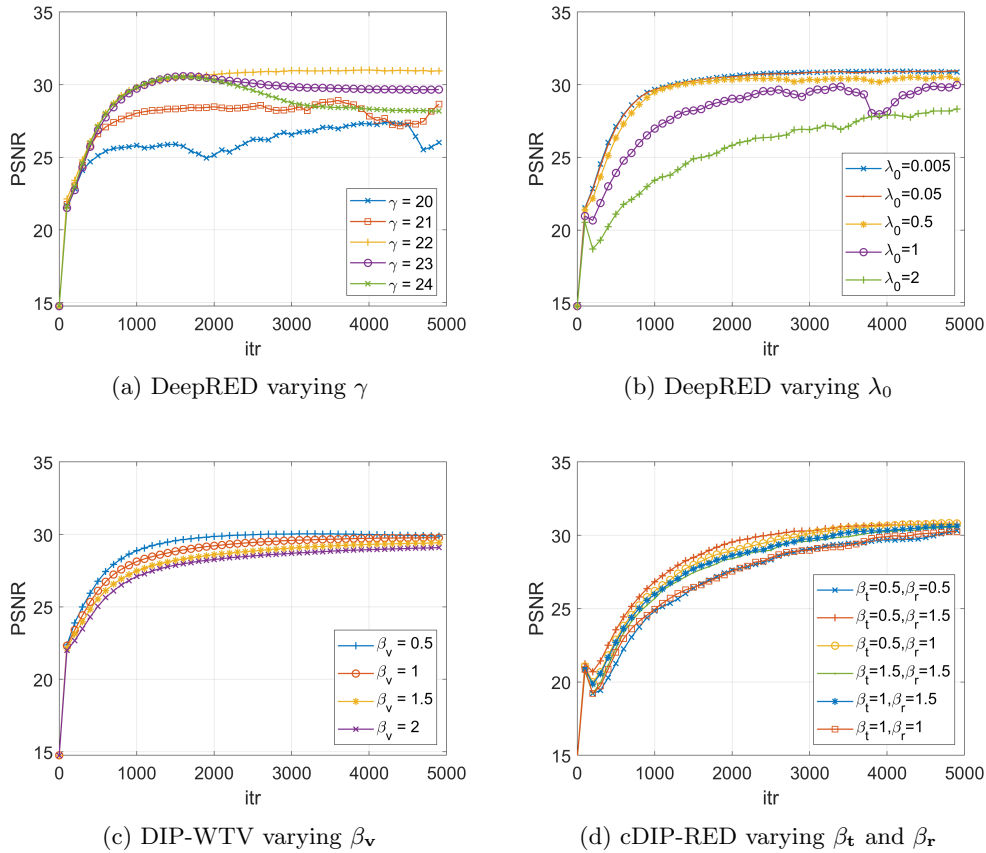 35
30
25
20
15
PSNR
γ = 20
γ = 21
γ = 22
γ = 23
γ = 24
0 1000 2000 3000 4000 5000
itr
(a) DeepRED varying γ
35
30
25
20
15
PSNR
λ₀=0.005
λ₀=0.05
λ₀=0.5
λ₀=1
λ₀=2
0 1000 2000 3000 4000 5000
itr
(b) DeepRED varying λ₀
35
30
25
20
15
PSNR
βᵥ = 0.5
βᵥ = 1
βᵥ = 1.5
βᵥ = 2
0 1000 2000 3000 4000 5000
itr
(c) DIP-WTV varying βᵥ
35
30
25
20
15
PSNR
βₜ=0.5,βᵣ=0.5
βₜ=0.5,βᵣ=1.5
βₜ=0.5,βᵣ=1
βₜ=1.5,βᵣ=1.5
βₜ=1,βᵣ=1.5
βₜ=1,βᵣ=1
0 1000 2000 3000 4000 5000
itr
(d) cDIP-RED varying βₜ and βᵣ